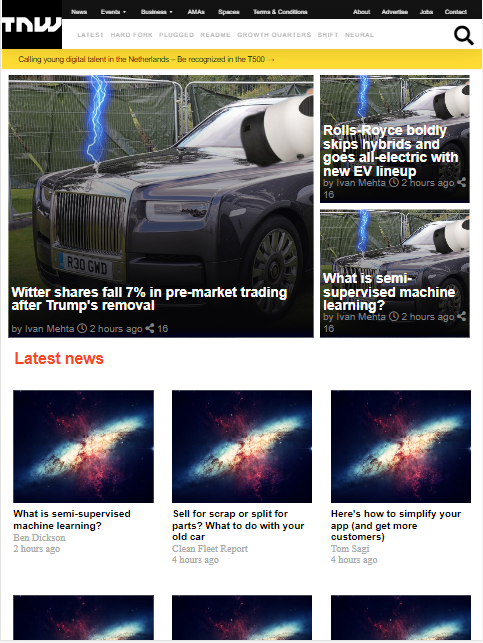 TNW
News Events Business AMAs Spaces Terms & Conditions About Advertise Jobs Contact
LATEST HARD FORK PLUGGED README GROWTH QUARTERS SHIFT NEURAL
Calling young digital talent in the Netherlands – Be recognized in the T500 →
R30 GWD
Witter shares fall 7% in pre-market trading
after Trump's removal
by Ivan Mehta 2 hours ago 16
Rolls-Royce boldly
skips hybrids and
goes all-electric with
new EV lineup
by Ivan Mehta 2 hours ago
16
What is semi-
supervised machine
learning?
by Ivan Mehta 2 hours ago
16
Latest news
What is semi-supervised
machine learning?
Ben Dickson
2 hours ago
Sell for scrap or split for
parts? What to do with your
old car
Clean Fleet Report
4 hours ago
Here's how to simplify your
app (and get more
customers)
Tom Sagi
4 hours ago